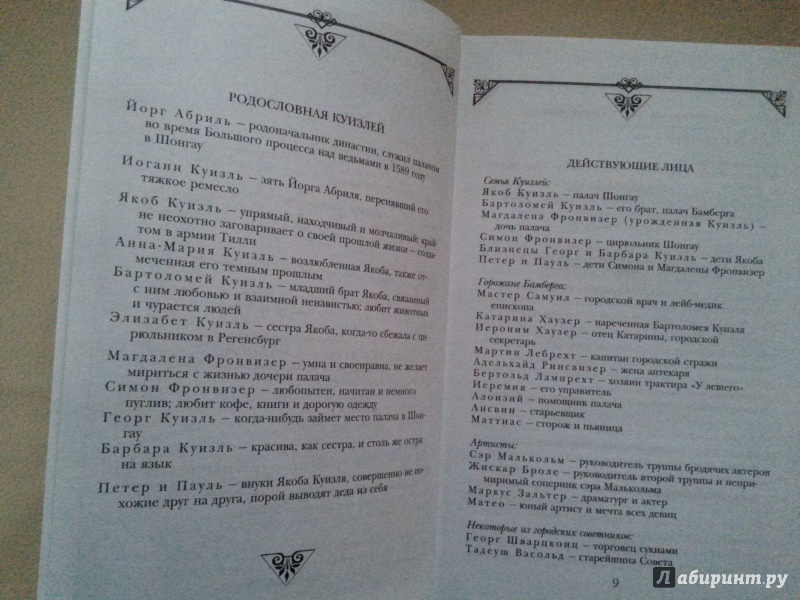 РОДОСЛОВНАЯ КУИЗЛЕЙ
Йорг Абриль – родоначальник династии, служил палачом
во время Большого процесса над ведьмами в 1589 году
в Шонгау
Иоганн Куизль – зять Йорга Абриля, перенявший его
тяжкое ремесло
Якоб Куизль – упрямый, находчивый и молчаливый; край-
не неохотно заговаривает о своей прошлой жизни – солда-
том в армии Тилли
Анна-Мария Куизль – возлюбленная Якоба, также от-
меченная его темным прошлым
Бартоломей Куизль – младший брат Якоба, связанный
с ним любовью и взаимной ненавистью; любит животных
и чурается людей
Элизабет Куизль – сестра Якоба, когда-то сбежала с ци-
рюльником в Регенсбург
Магдалена Фронвизер – умна и своенравна, не желает
мириться с жизнью дочери палача
Симон Фронвизер – любопытен, начитан и немного
пуглив; любит кофе, книги и дорогую одежду
Георг Куизль – когда-нибудь займет место палача в Шон-
гау
Барбара Куизль – красива, как сестра, и столь же остра
на язык
Петер и Пауль – внуки Якоба Куизля, совершенно не по-
хожие друг на друга, порой выводят деда из себя
ДЕЙСТВУЮЩИЕ ЛИЦА
Семья Куизлей:
Якоб Куизль – палач Шонгау
Бартоломей Куизль – его брат, палач Бамберга
Магдалена Фронвизер (урожденная Куизль) –
дочь палача
Симон Фронвизер – цирюльник Шонгау
Близнецы Георг и Барбара Куизль – дети Якоба
Петер и Пауль – дети Симона и Магдалены Фронвизер
Горожане Бамберга:
Мастер Самуил – городской врач и лейб-медик
епископа
Катарина Хаузер – нареченная Бартоломея Куизля
Иероним Хаузер – отец Катарины, городской
секретарь
Мартин Лебрехт – капитан городской стражи
Адельхайд Ринсвизер – жена аптекаря
Бертольд Лампрехт – хозяин трактира «У лешего»
Иеремия – его управитель
Алоизий – помощник палача
Ансвин – старьевщик
Маттиас – сторож и пьяница
Артисты:
Сэр Малькольм – руководитель труппы бродячих актеров
Жискар Броле – руководитель второй труппы и непри-
миримый соперник сэра Малькольма
Маркус Зальтер – драматург и актер
Матео – юный артист и мечта всех девиц
Некоторые из городских советников:
Георг Шварцконц – торговец сукнами
Тадеуш Васольд – старейшина Совета
9
Лабиринт.ру